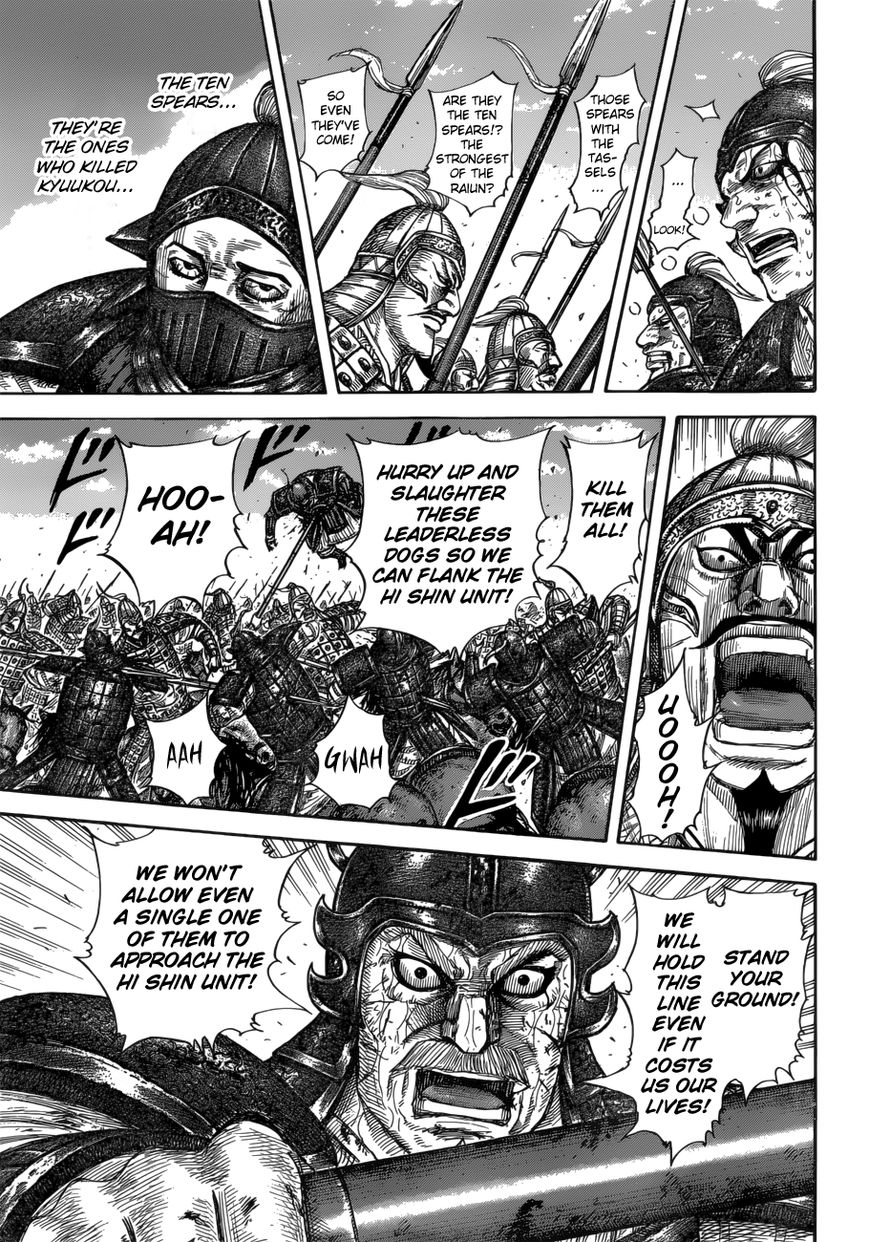 ...
LOOK!
THOSE
SPEARS
WITH
THE
TAS-
SELS
...
ARE THEY
THE TEN
SPEARS!?
THE
STRONGEST
OF THE
RAIUN?
SO
EVEN
THEY'VE
COME!
THE TEN
SPEARS...
THEY'RE
THE ONES
WHO KILLED
KYUUKOU...
UOOOH!
KILL
THEM
ALL!
HURRY UP AND
SLAUGHTER
THESE
LEADERLESS
DOGS SO WE
CAN FLANK THE
HI SHIN UNIT!
HOO-
AH!
GWAH
AAH
ドドドドド
STAND
YOUR
GROUND!
WE
WILL
HOLD
THIS
LINE
EVEN
IF IT
COSTS
US OUR
LIVES!
WE WON'T
ALLOW EVEN
A SINGLE ONE
OF THEM TO
APPROACH THE
HI SHIN UNIT!